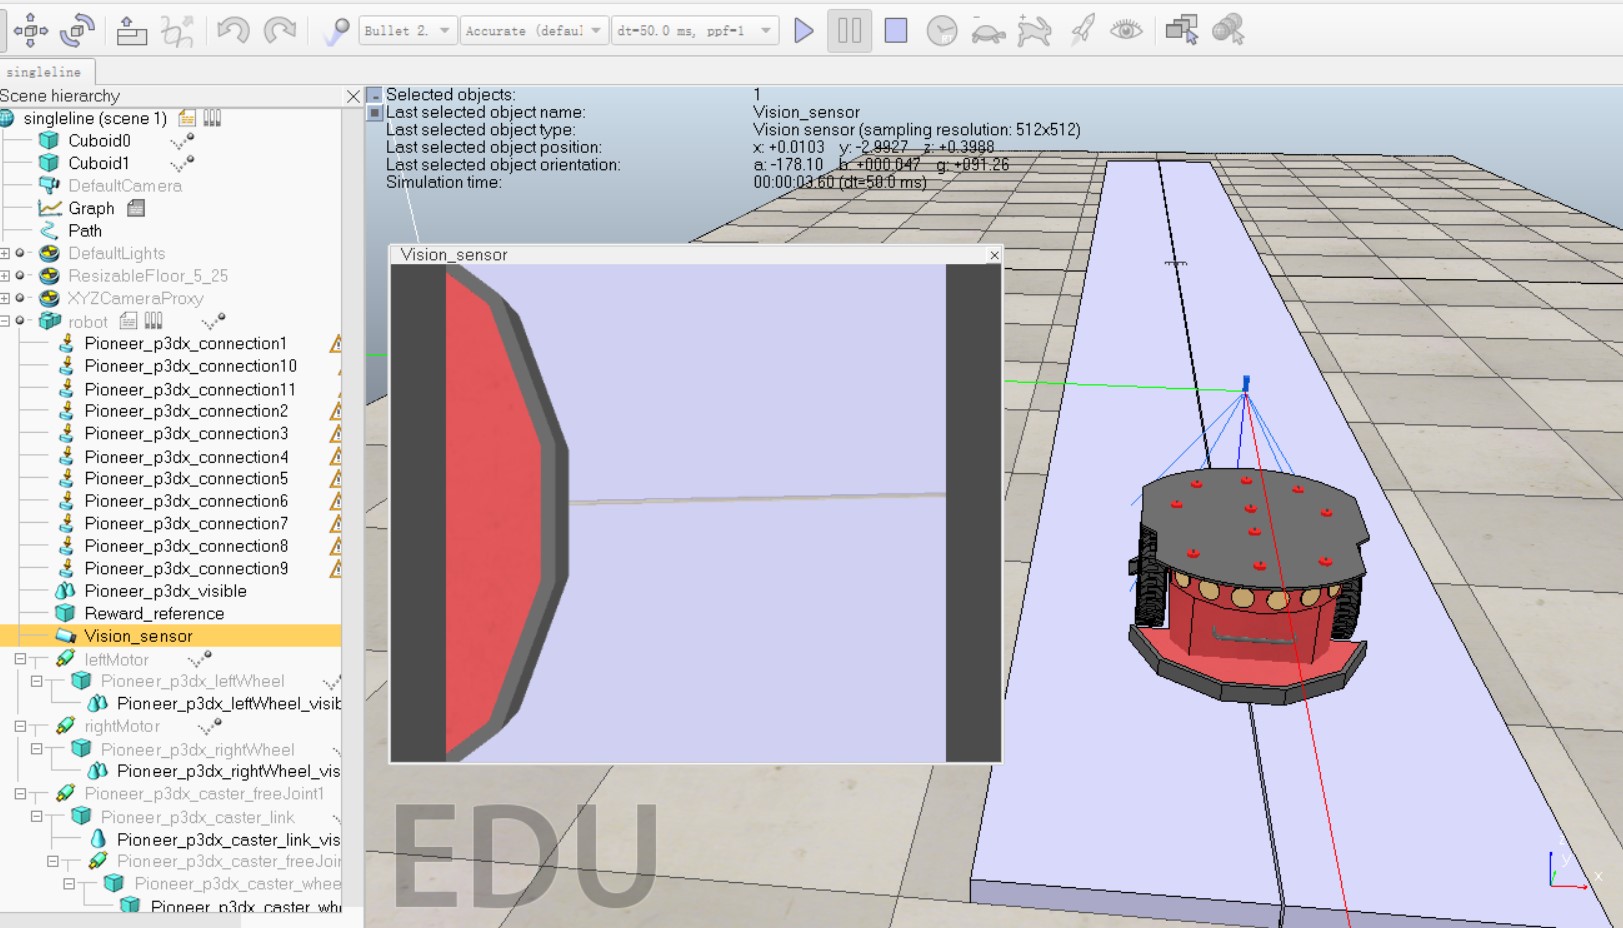 Bullet 2.
Accurate (defau
dt=50.0 ms, ppf=1
singleline
Scene hierarchy
singleline (scene 1)
Cuboid0
Cuboid1
DefaultCamera
Graph
Path
DefaultLights
ResizableFloor_5_25
XYZCameraProxy
robot
Pioneer_p3dx_connection1
Pioneer_p3dx_connection10
Pioneer_p3dx_connection11
Pioneer_p3dx_connection2
Pioneer_p3dx_connection3
Pioneer_p3dx_connection4
Pioneer_p3dx_connection5
Pioneer_p3dx_connection6
Pioneer_p3dx_connection7
Pioneer_p3dx_connection8
Pioneer_p3dx_connection9
Pioneer_p3dx_visible
Reward_reference
Vision_sensor
leftMotor
Pioneer_p3dx_leftWheel
Pioneer_p3dx_leftWheel_visib
rightMotor
Pioneer_p3dx_rightWheel
Pioneer_p3dx_rightWheel_vis
Pioneer_p3dx_caster_freeJoint1
Pioneer_p3dx_caster_link
Pioneer_p3dx_caster_link_vis
Pioneer_p3dx_caster_freeJoi
Pioneer_p3dx_caster_whee
Pioneer_p3dx_caster_wh
Selected objects: 1
Last selected object name: Vision_sensor
Last selected object type: Vision sensor (sampling resolution: 512x512)
Last selected object position: x: +0.0103 y: -2.9927 z: +0.3988
Last selected object orientation: a: -178.10 b: +000.047 g: +091.26
Simulation time: 00:00:03.60 (dt=50.0 ms)
Vision_sensor
EDU
z
y
x